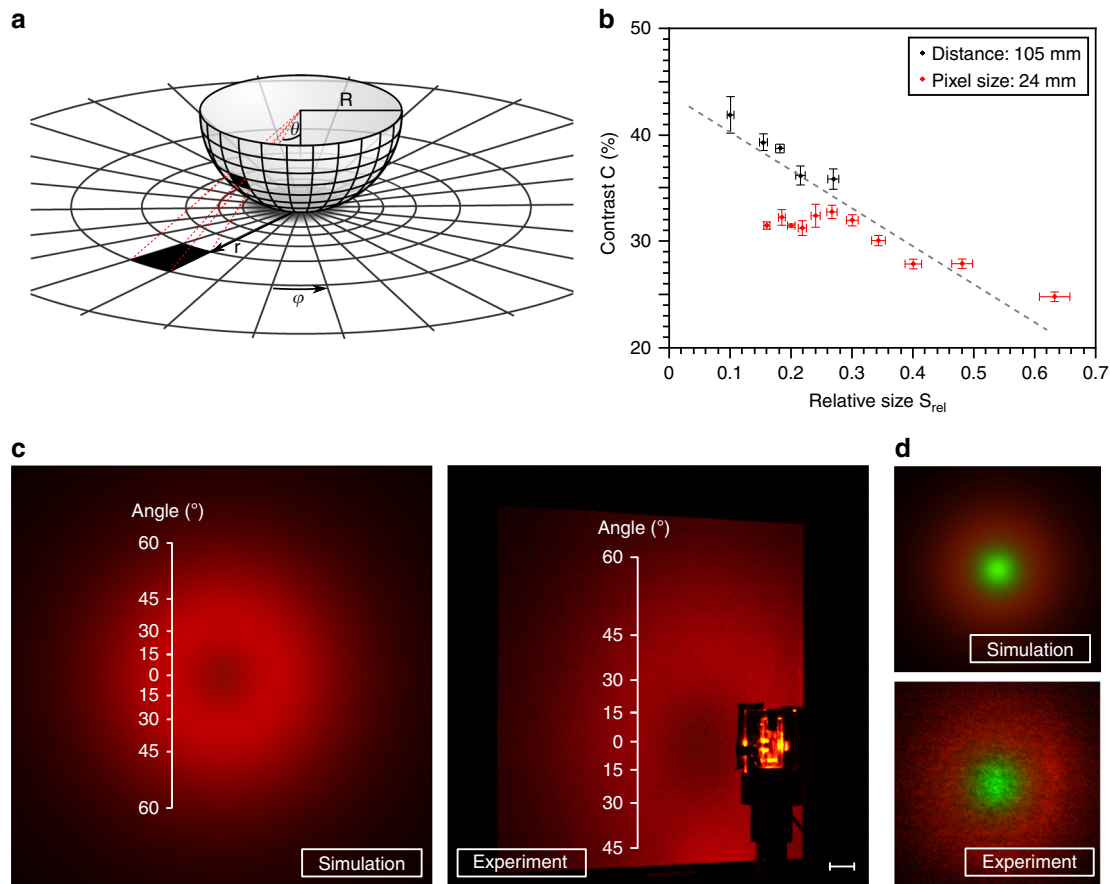 a
R
θ
r
φ
b
50
40
30
20
Contrast C (%)
Distance: 105 mm
Pixel size: 24 mm
0 0.1 0.2 0.3 0.4 0.5 0.6 0.7
Relative size Srel
c
Angle (°)
60
45
30
15
0
15
30
45
60
Simulation
Angle (°)
60
45
30
15
0
15
30
45
Experiment
d
Simulation
Experiment